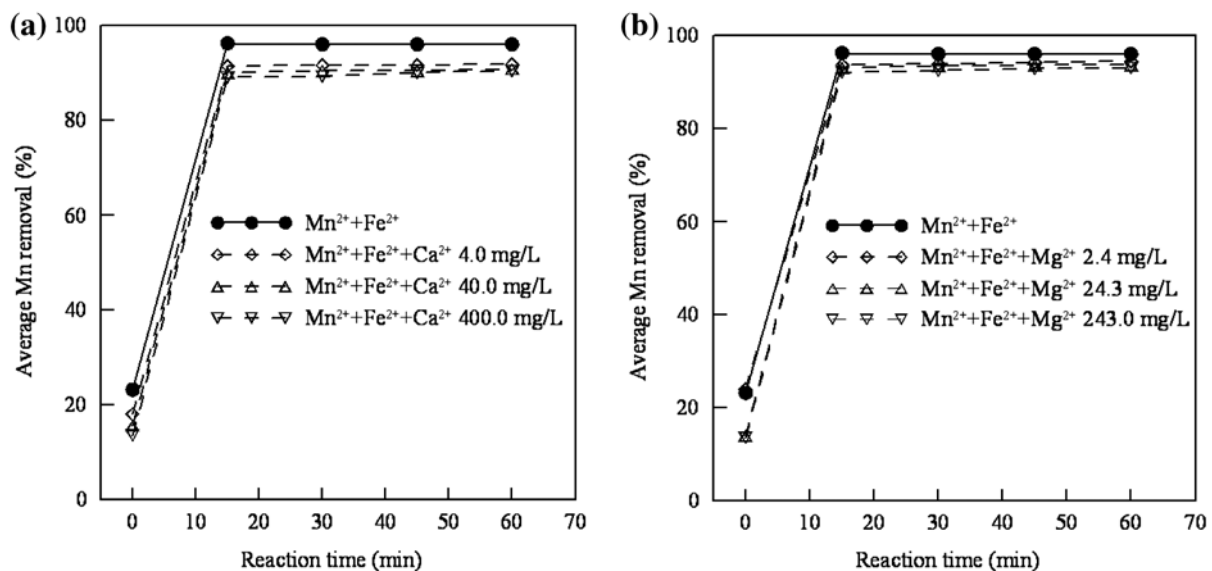 (a)
100
80
60
40
20
0
Average Mn removal (%)
Mn²⁺+Fe²⁺
Mn²⁺+Fe²⁺+Ca²⁺ 4.0 mg/L
Mn²⁺+Fe²⁺+Ca²⁺ 40.0 mg/L
Mn²⁺+Fe²⁺+Ca²⁺ 400.0 mg/L
0 10 20 30 40 50 60 70
Reaction time (min)
(b)
100
80
60
40
20
0
Average Mn removal (%)
Mn²⁺+Fe²⁺
Mn²⁺+Fe²⁺+Mg²⁺ 2.4 mg/L
Mn²⁺+Fe²⁺+Mg²⁺ 24.3 mg/L
Mn²⁺+Fe²⁺+Mg²⁺ 243.0 mg/L
0 10 20 30 40 50 60 70
Reaction time (min)